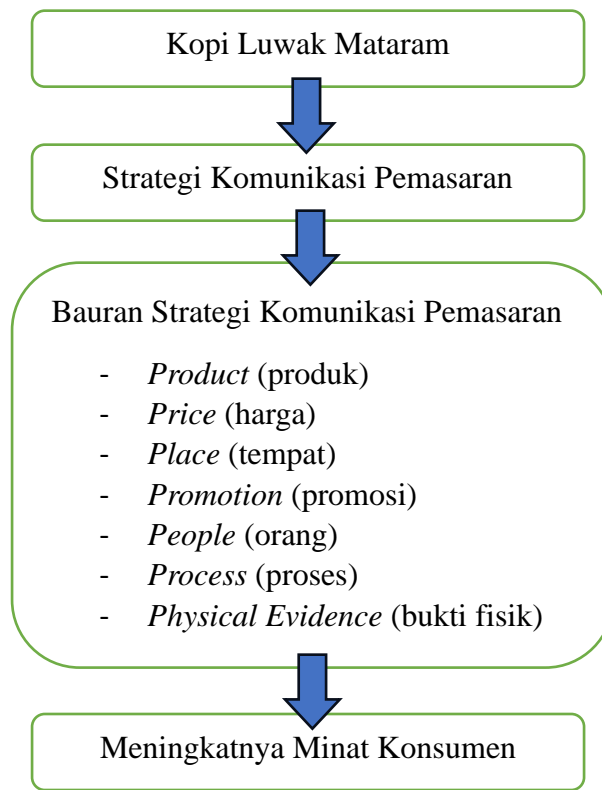 Kopi Luwak Mataram
Strategi Komunikasi Pemasaran
Bauran Strategi Komunikasi Pemasaran
- Product (produk)
- Price (harga)
- Place (tempat)
- Promotion (promosi)
- People (orang)
- Process (proses)
- Physical Evidence (bukti fisik)
Meningkatnya Minat Konsumen